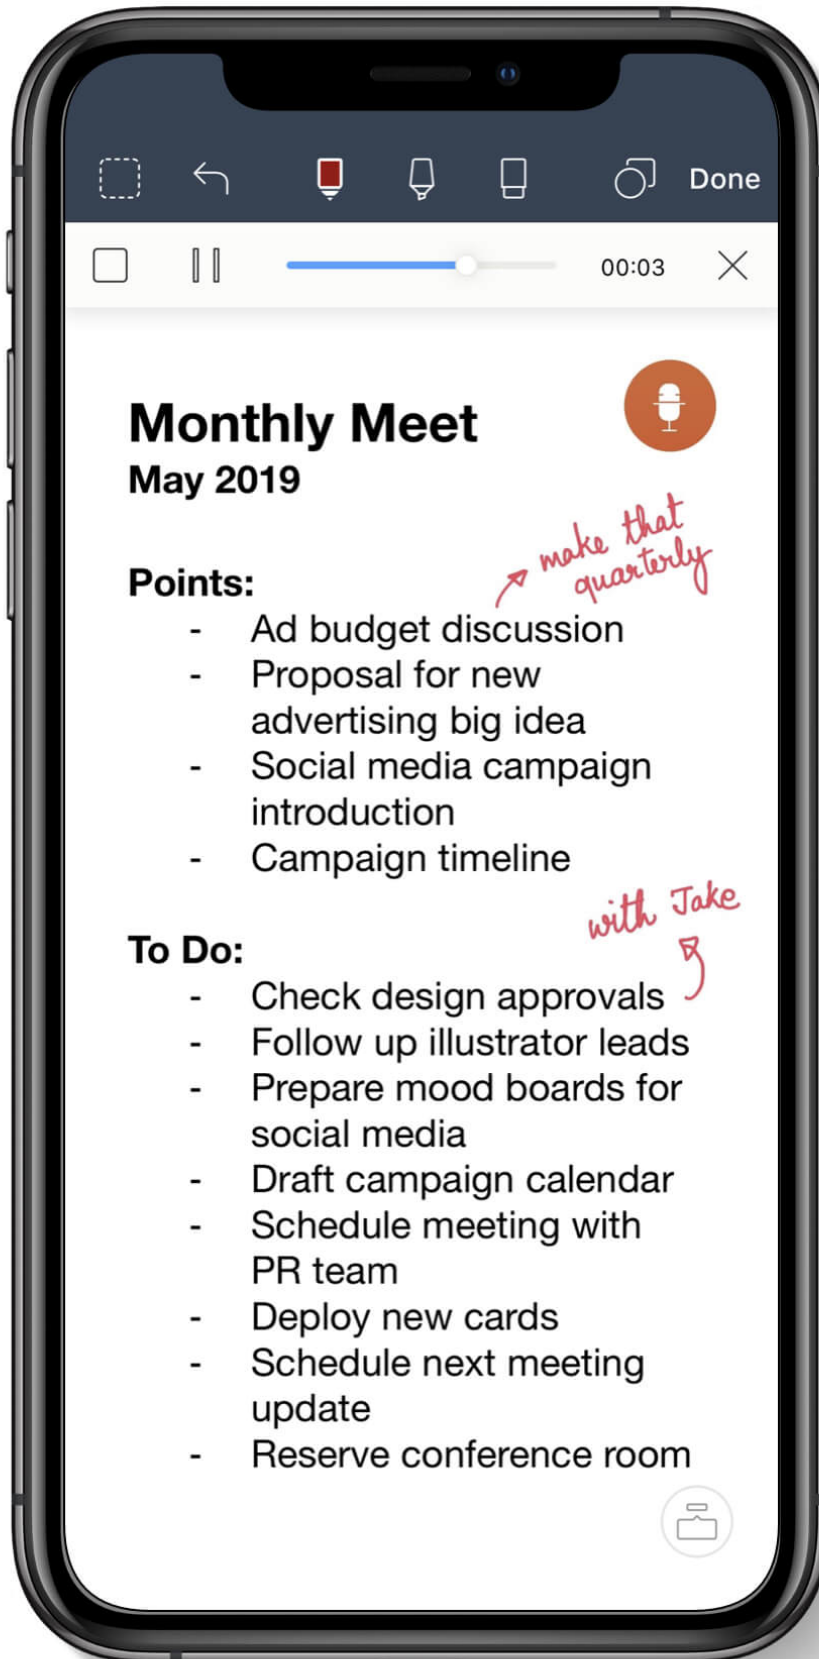 Done
00:03
Monthly Meet
May 2019
make that
quarterly
Points:
- Ad budget discussion
- Proposal for new
advertising big idea
- Social media campaign
introduction
- Campaign timeline
with Jake
To Do:
- Check design approvals
- Follow up illustrator leads
- Prepare mood boards for
social media
- Draft campaign calendar
- Schedule meeting with
PR team
- Deploy new cards
- Schedule next meeting
update
- Reserve conference room